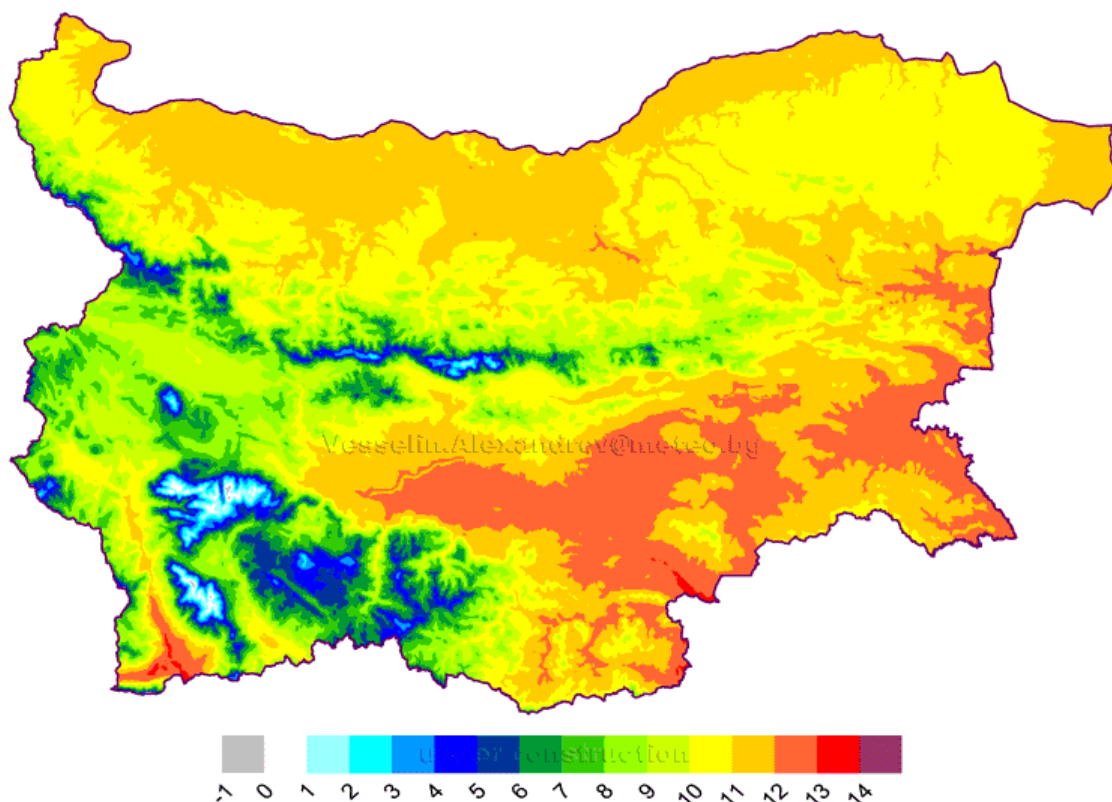 Vesselin.Alexandrov@meteo.bg
under construction
-1 0 1 2 3 4 5 6 7 8 9 10 11 12 13 14